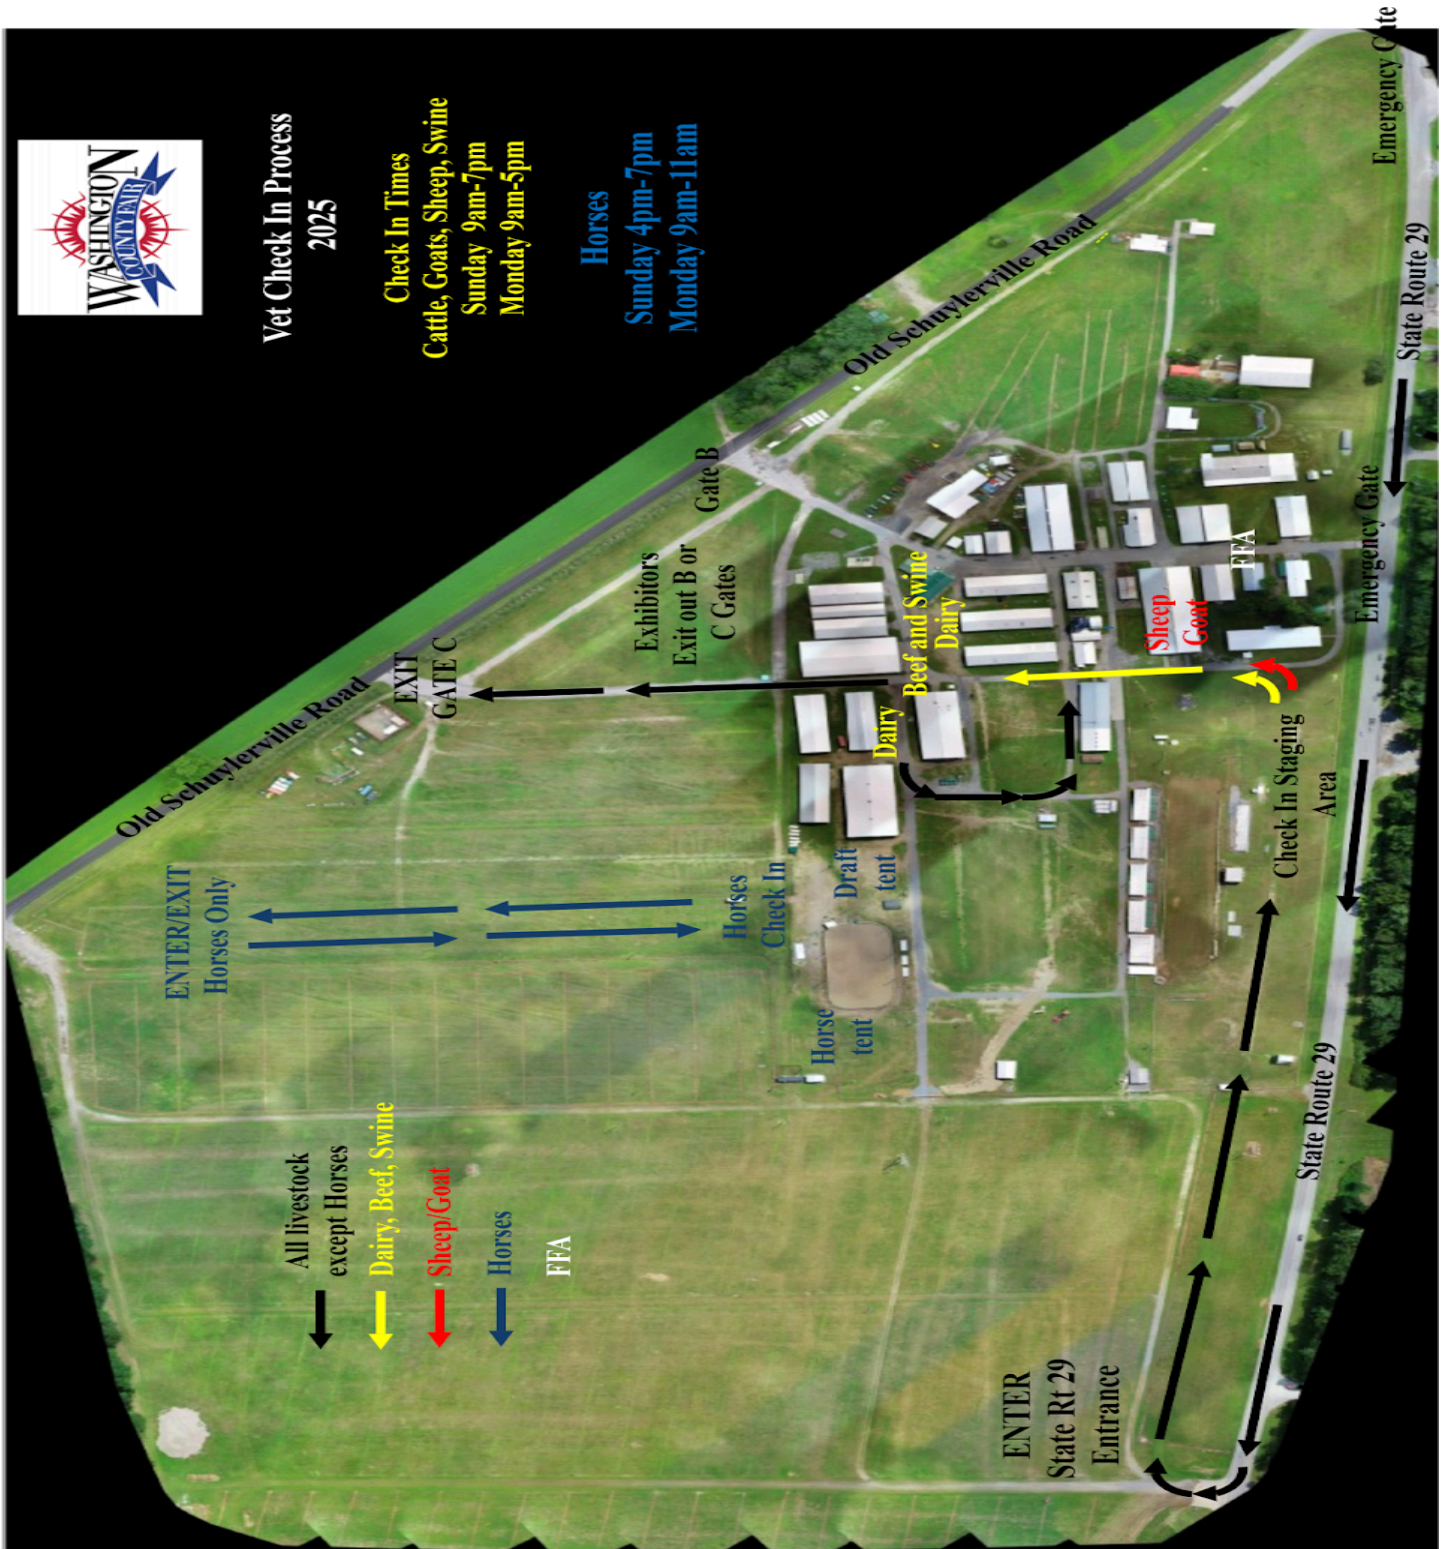 WASHINGTON
COUNTY FAIR
Vet Check In Process
2025
Check In Times
Cattle, Goats, Sheep, Swine
Sunday 9am-7pm
Monday 9am-5pm
Horses
Sunday 4pm-7pm
Monday 9am-11am
Old Schuylerville Road
Old Schuylerville Road
ENTER/EXIT
Horses Only
EXIT
GATE C
Gate B
Exhibitors
Exit out B or
C Gates
All livestock
except Horses
Dairy, Beef, Swine
Sheep/Goat
Horses
FFA
Horses
Check In
Horse
tent
Draft
tent
Dairy
Beef and Swine
Dairy
Sheep
Goat
FFA
ENTER
State Rt 29
Entrance
Check In Staging
Area
State Route 29
Emergency Gate
State Route 29
Emergency Gate